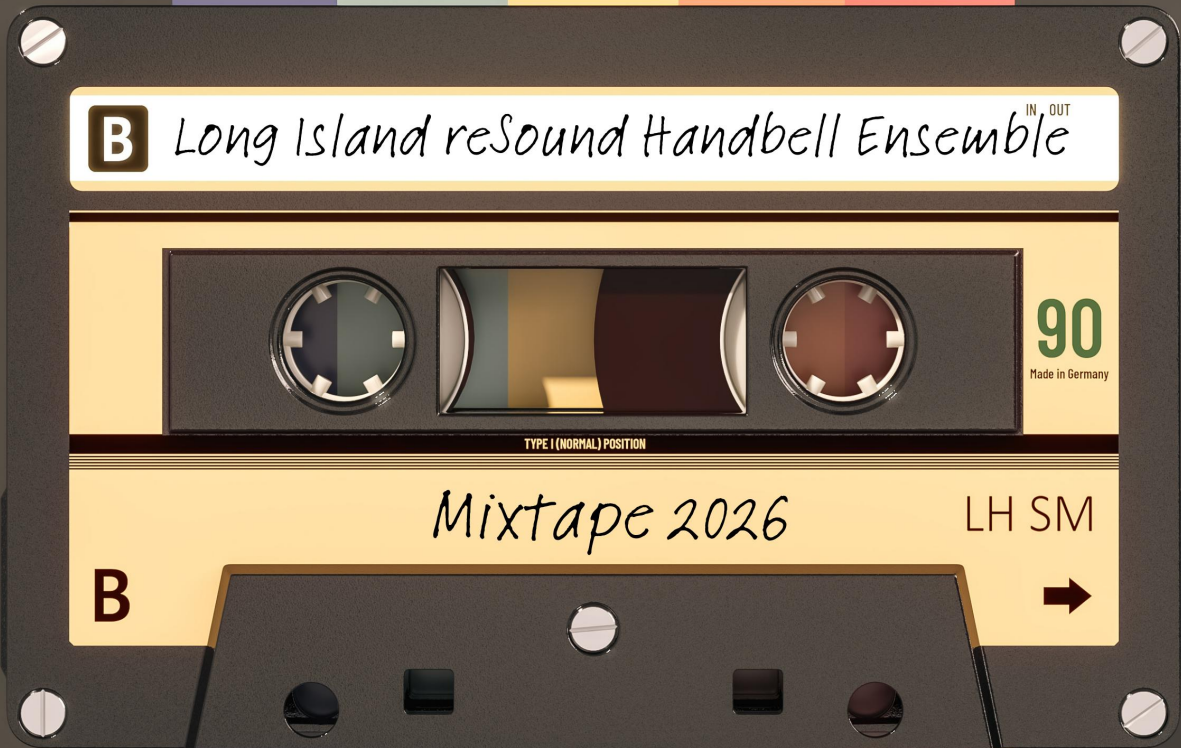 IN OUT
B Long Island reSound Handbell Ensemble
90
Made in Germany
TYPE I (NORMAL) POSITION
Mixtape 2026 LH SM
B